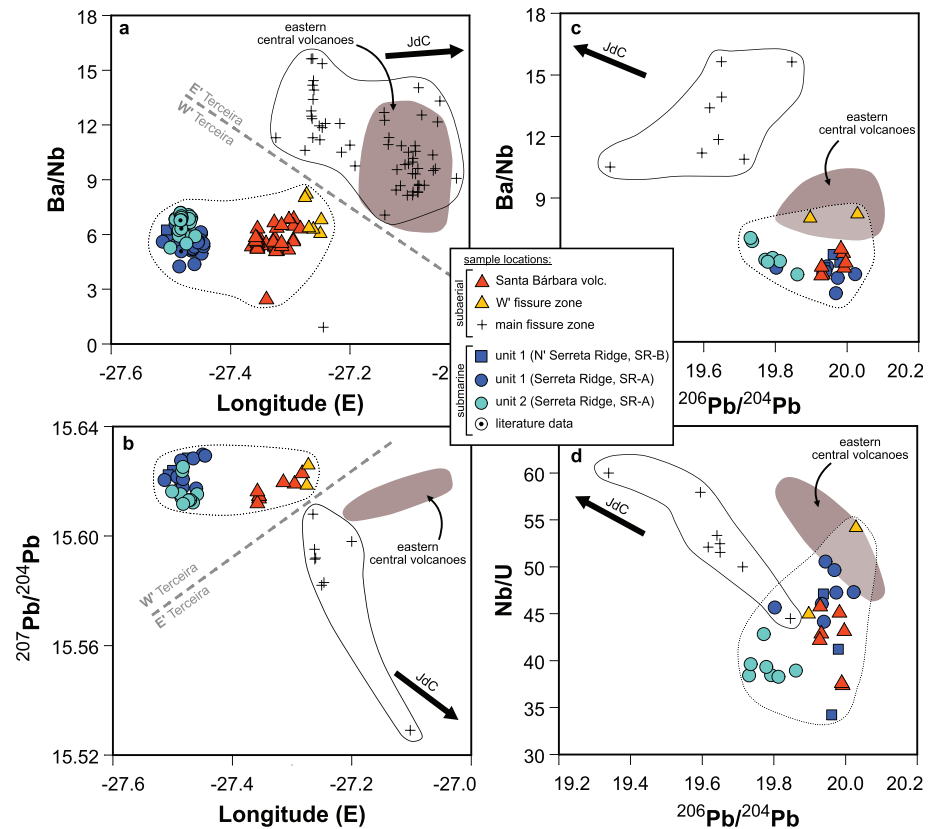 a
eastern
central volcanoes
JdC
E' Terceira
W' Terceira
18
15
12
9
6
3
0
Ba/Nb
-27.6
-27.4
-27.2
-2
Longitude (E)
c
JdC
eastern
central volcanoes
18
15
12
9
6
Ba/Nb
19.6
19.8
20.0
20.2
206Pb/204Pb
sample locations:
subaerial
Santa Bárbara volc.
W' fissure zone
main fissure zone
submarine
unit 1 (N' Serreta Ridge, SR-B)
unit 1 (Serreta Ridge, SR-A)
unit 2 (Serreta Ridge, SR-A)
literature data
b
W' Terceira
E' Terceira
eastern
central volcanoes
JdC
15.64
15.60
15.56
15.52
207Pb/204Pb
-27.6
-27.4
-27.2
-27.0
Longitude (E)
d
eastern
central volcanoes
JdC
60
55
50
45
40
35
30
Nb/U
19.2
19.4
19.6
19.8
20.0
20.2
206Pb/204Pb